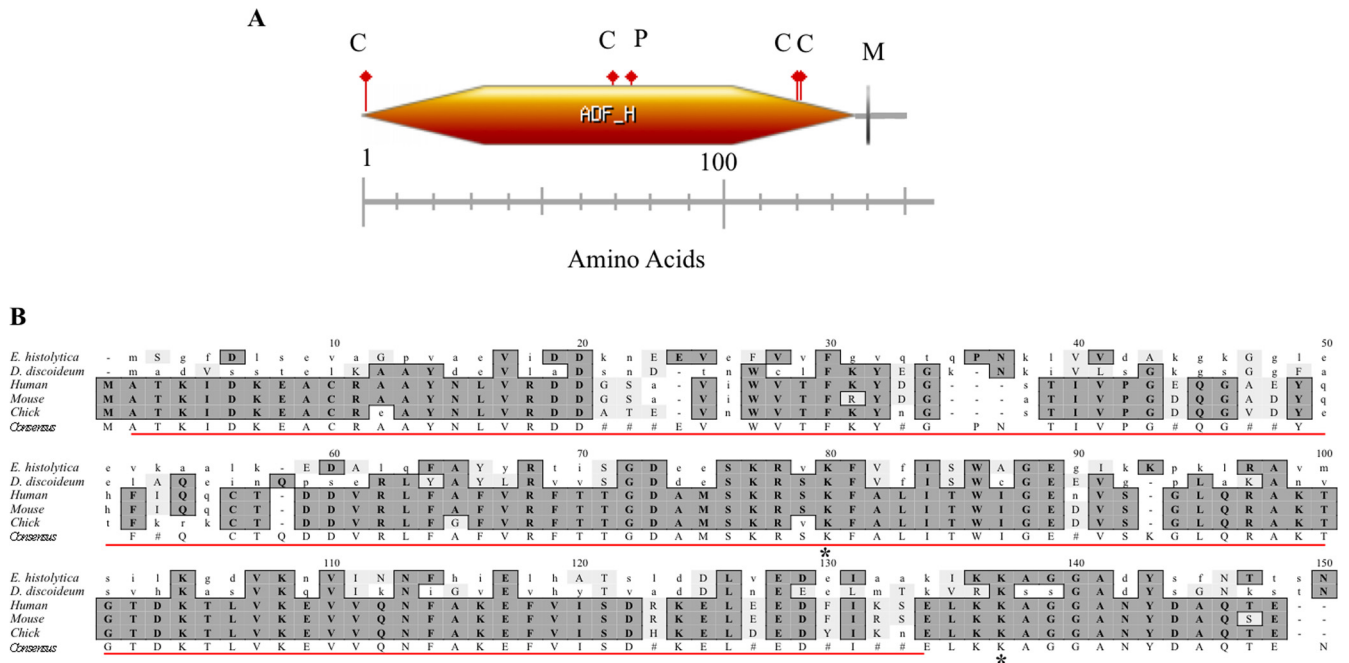 A
C
C P
C C
M
ADF_H
1
100
Amino Acids
B
10 20 30 40 50
E. histolytica - m S g f D l s e v a G p v a e V i D D k n E E V e F V v F g v q t q P N k l V V d A k g k G g l e
D. discoideum - m a d V s s t e l K A A Y d e V l a D s n D - t n W c l F K Y E G k - N k i V L s G k g s G g F a
Human M A T K I D K E A C R A A Y N L V R D D G S a - V i W V T F K Y D G - - - s T I V P G E Q G A E Y q
Mouse M A T K I D K E A C R A A Y N L V R D D G S a - V i W V T F R Y D G - - - s T I V P G D Q G A D Y q
Chick M A T K I D K E A C R e A Y N L V R D D A T E - V n W V T F K Y n G - - - s T I V P G D Q G V D Y e
Consensus M A T K I D K E A C R A A Y N L V R D D # # # E V W V T F K Y # G P N T I V P G # Q G # # Y
60 70 80 90 100
E. histolytica e v k a a l k - E D A l q F A Y y R t i S G D e e S K R v K F V f I S W A G E g I k K p k l R A v m
D. discoideum e l A Q e i n Q p s e R L Y A Y L r v v S G D e e S K R S K F v f I S W c G E E V g - p L a K A n v
Human h F I Q q C T - D D V R L F A F V R F T T G D A M S K R S K F A L I T W I G E n V S - G L Q R A K T
Mouse h F I Q q C T - D D V R L F A F V R F T T G D A M S K R S K F A L I T W I G E D V S - G L Q R A K T
Chick t F k r k C T - D D V R L F G F V R F T T G D A M S K R v K F A L I T W I G E D V S - G L Q R A K T
Consensus F # Q C T Q D D V R L F A F V R F T T G D A M S K R S K F A L I T W I G E # V S K G L Q R A K T
*
110 120 130 140 150
E. histolytica s i l K g d V K n V I N N F h i E l h A T s l d D L v E D e I a a k I K K A G G A d Y s f N T t s N
D. discoideum s v h K a s V K q V I k N i G v E v h y T v a d D L n E E e L m T k V R K s s G A d Y s G N k s t N
Human G T D K T L V K E V V Q N F A K E F V I S D R K E L E E D F I K S E L K K A G G A N Y D A Q T E - -
Mouse G T D K T L V K E V V Q N F A K E F V I S D R K E L E E D F I K S E L K K A G G A N Y D A Q S E - -
Chick G T D K T L V K E V V Q N F A K E F V I S D H K E L E E D Y I K n E L K K A G G A N Y D A Q T E - -
Consensus G T D K T L V K E V V Q N F A K E F V I S D # K E L # E D # I # # E L K K A G G A N Y D A Q T E N
*